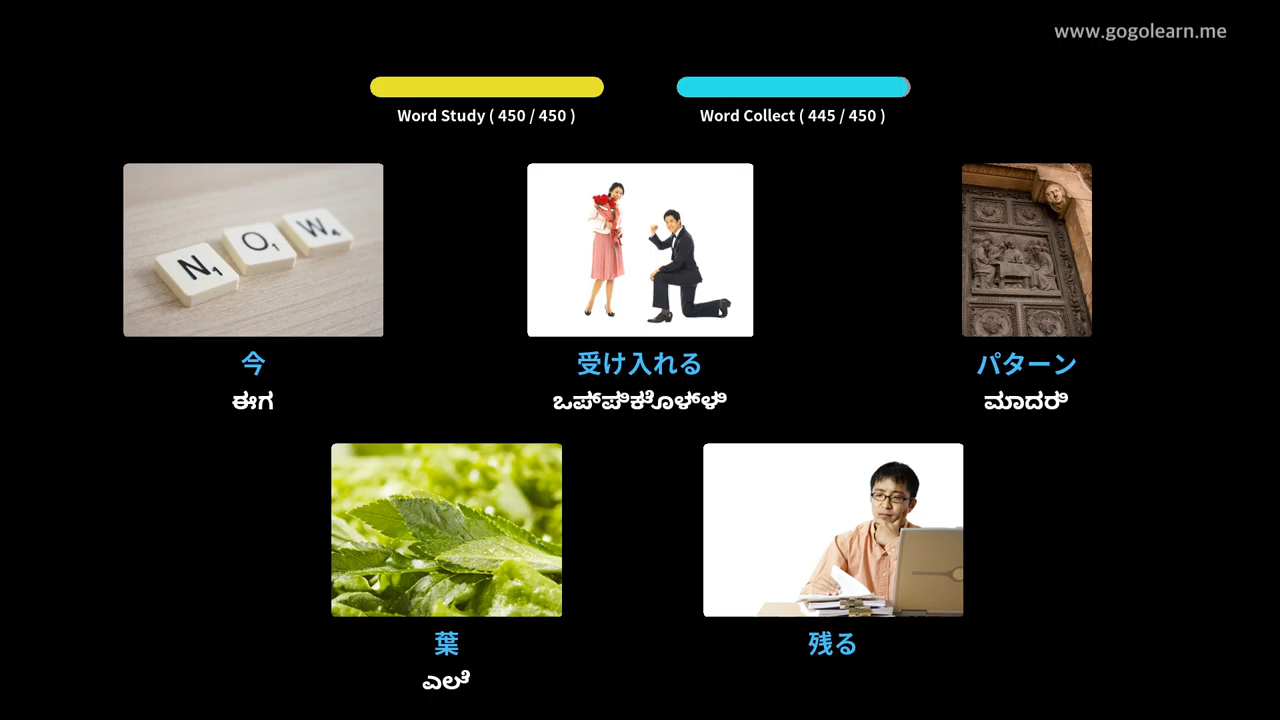 www.gogolearn.me
Word Study ( 450 / 450 )
Word Collect ( 445 / 450 )
NOW
今
ಈಗ
受け入れる
ಒಪ್ಪಿಕೊಳ್ಳಿ
パターン
ಮಾದರಿ
葉
ಎಲೆ
残る